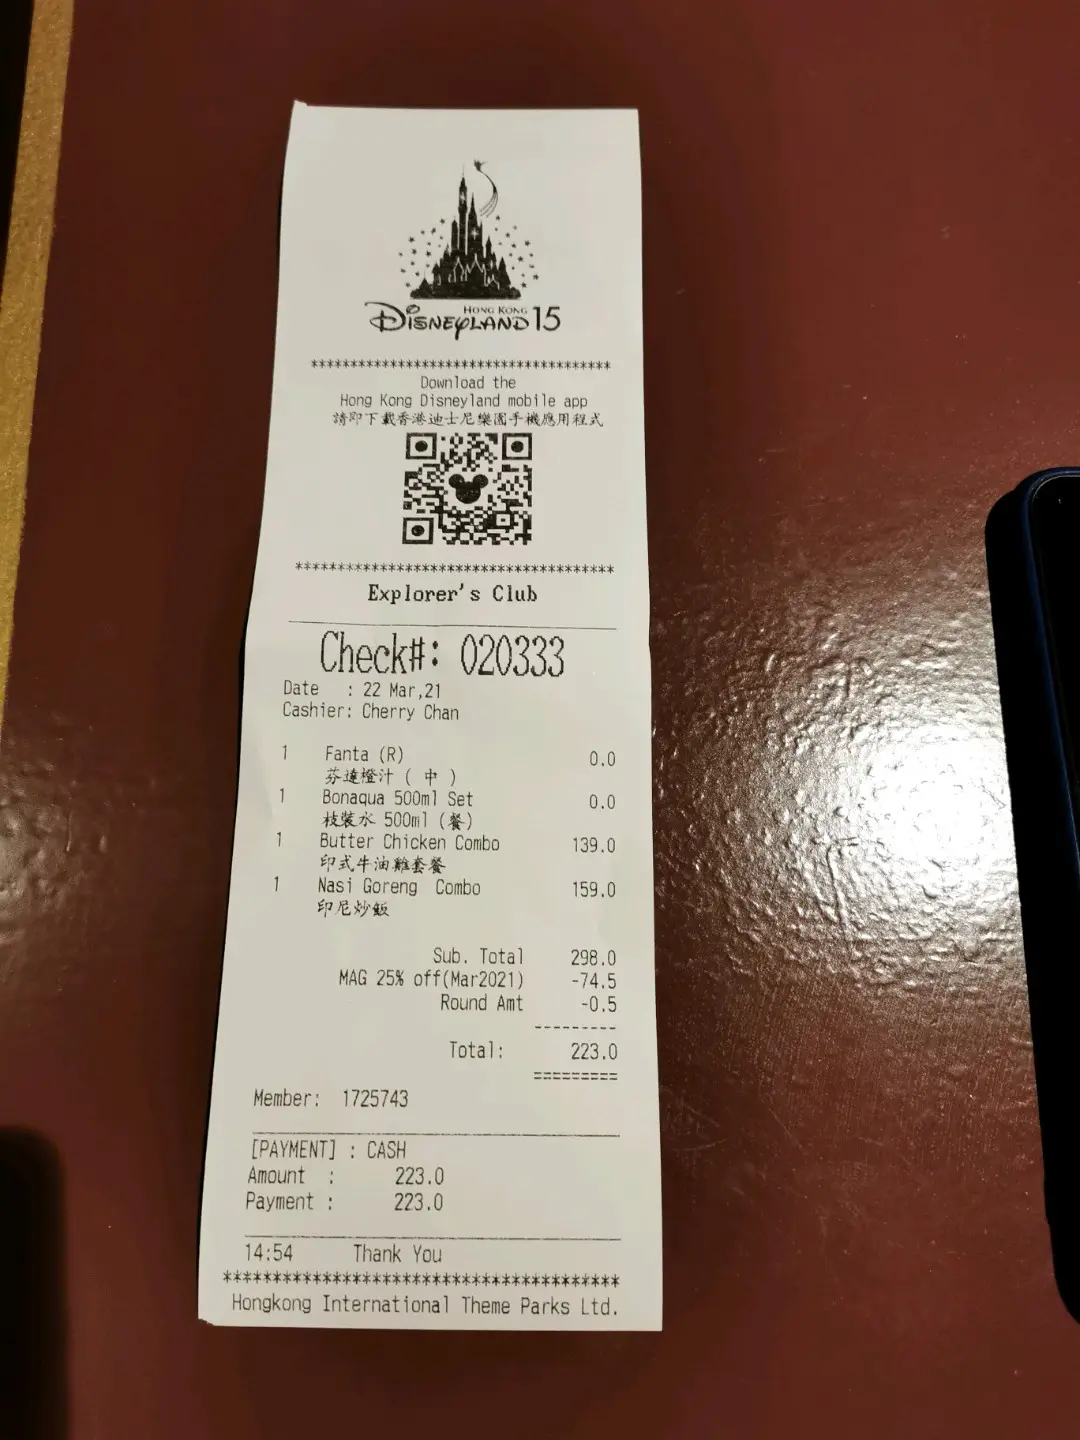 HONG KONG
DISNEYLAND 15
*************************************
Download the
Hong Kong Disneyland mobile app
請即下載香港迪士尼樂園手機應用程式
*************************************
Explorer's Club
Check#: 020333
Date : 22 Mar,21
Cashier: Cherry Chan
1 Fanta (R) 0.0
芬達橙汁 ( 中 )
1 Bonaqua 500ml Set 0.0
枝裝水 500ml (餐)
1 Butter Chicken Combo 139.0
印式牛油雞套餐
1 Nasi Goreng Combo 159.0
印尼炒飯
Sub. Total 298.0
MAG 25% off(Mar2021) -74.5
Round Amt -0.5
---------
Total: 223.0
=========
Member: 1725743
[PAYMENT] : CASH
Amount : 223.0
Payment : 223.0
14:54 Thank You
****************************************
Hongkong International Theme Parks Ltd.